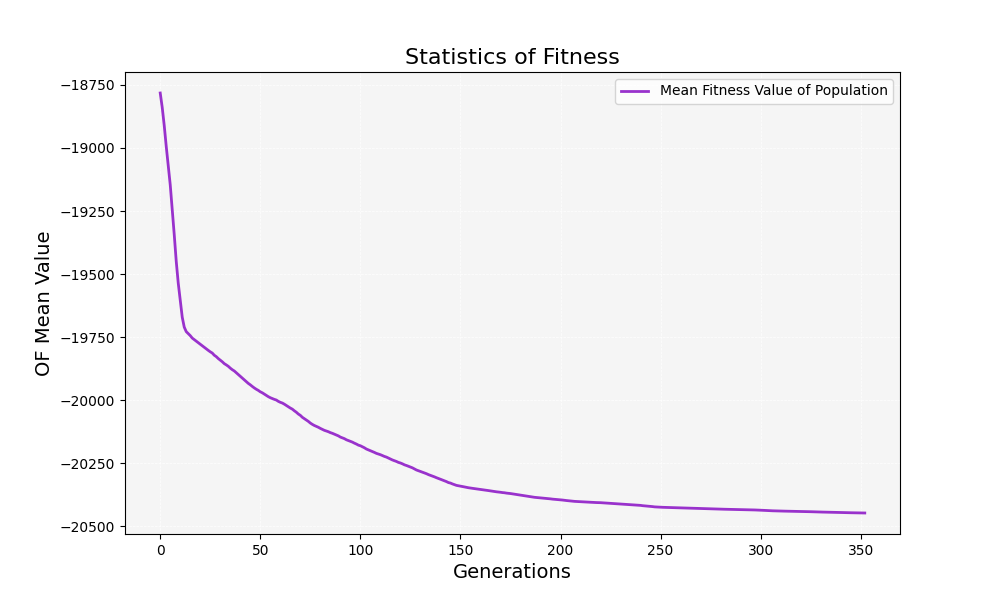 Statistics of Fitness
Mean Fitness Value of Population
OF Mean Value
−18750
−19000
−19250
−19500
−19750
−20000
−20250
−20500
0 50 100 150 200 250 300 350
Generations